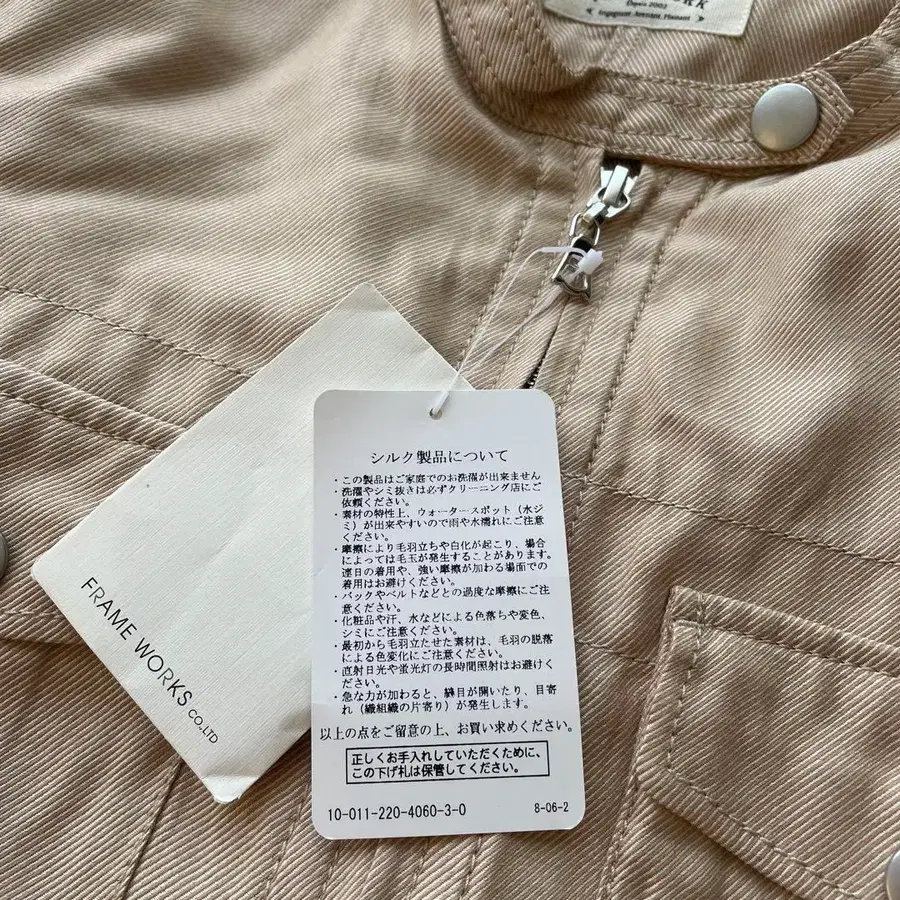 ORK
Depuis 2002
FRAME WORKS CO.,LTD
シルク製品について
・この製品はご家庭でのお洗濯が出来ません
・洗濯やシミ抜きは必ずクリーニング店にご
依頼ください。
・素材の特性上、ウォータースポット（水ジ
ミ）が出来やすいので雨や水濡れにご注意
ください。
・摩擦により毛羽立ちや白化が起こり、場合
によっては毛玉が発生することがあります。
連日の着用や、強い摩擦が加わる場面での
着用はお避けください。
・バックやベルトなどとの過度な摩擦にご注
意ください。
・化粧品や汗、水などによる色落ちや変色、
シミにご注意ください。
・最初から毛羽立たせた素材は、毛羽の脱落
による色変化にご注意ください。
・直射日光や蛍光灯の長時間照射はお避けくだ
さい。
・急な力が加わると、縫目が開いたり、目寄
れ（織組織の片寄り）が発生します。
以上の点をご留意の上、お買い求めください。
正しくお手入れしていただくために、
この下げ札は保管してください。
10-011-220-4060-3-0 8-06-2